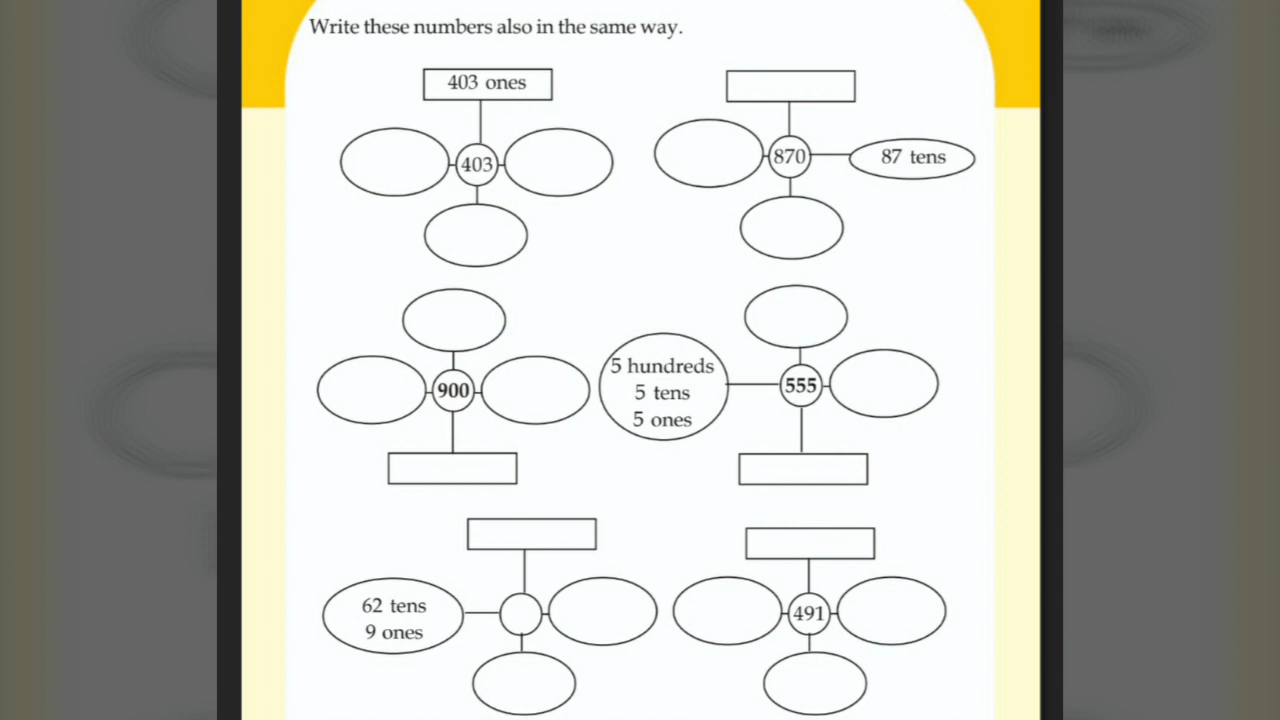 Write these numbers also in the same way.
403 ones
403
870
87 tens
900
5 hundreds
5 tens
5 ones
555
62 tens
9 ones
491